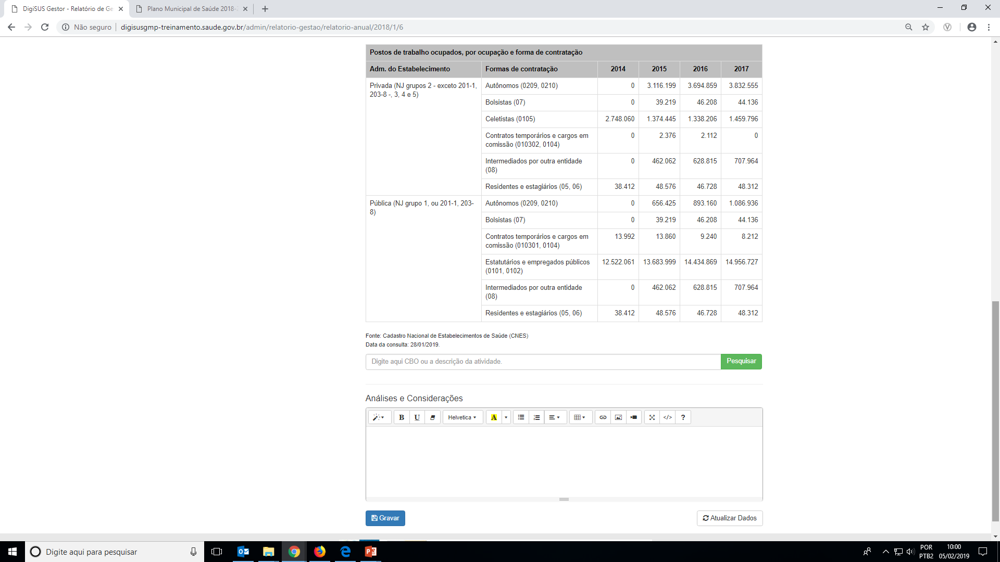 DigiSUS Gestor - Relatório de Ge
Plano Municipal de Saúde 2018-
Não seguro
digisusgmp-treinamento.saude.gov.br/admin/relatorio-gestao/relatorio-anual/2018/1/6
Postos de trabalho ocupados, por ocupação e forma de contratação
Adm. do Estabelecimento Formas de contratação 2014 2015 2016 2017
Privada (NJ grupos 2 - exceto 201-1, 203-8 -, 3, 4 e 5)
Autônomos (0209, 0210) 0 3.116.199 3.694.859 3.832.555
Bolsistas (07) 0 39.219 46.208 44.136
Celetistas (0105) 2.748.060 1.374.445 1.338.206 1.459.796
Contratos temporários e cargos em comissão (010302, 0104) 0 2.376 2.112 0
Intermediados por outra entidade (08) 0 462.062 628.815 707.964
Residentes e estagiários (05, 06) 38.412 48.576 46.728 48.312
Pública (NJ grupo 1, ou 201-1, 203-8)
Autônomos (0209, 0210) 0 656.425 893.160 1.086.936
Bolsistas (07) 0 39.219 46.208 44.136
Contratos temporários e cargos em comissão (010301, 0104) 13.992 13.860 9.240 8.212
Estatutários e empregados públicos (0101, 0102) 12.522.061 13.683.999 14.434.869 14.956.727
Intermediados por outra entidade (08) 0 462.062 628.815 707.964
Residentes e estagiários (05, 06) 38.412 48.576 46.728 48.312
Fonte: Cadastro Nacional de Estabelecimentos de Saúde (CNES)
Data da consulta: 28/01/2019.
Digite aqui CBO ou a descrição da atividade.
Pesquisar
Análises e Considerações
B U Helvetica A </> ?
Gravar
Atualizar Dados
Digite aqui para pesquisar
POR
PTB2
10:00
05/02/2019